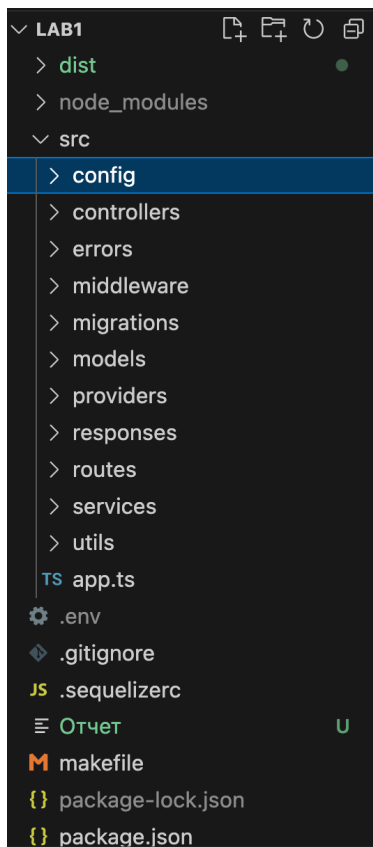 LAB1
dist
node_modules
src
config
controllers
errors
middleware
migrations
models
providers
responses
routes
services
utils
TS app.ts
.env
.gitignore
JS .sequelizerc
Отчет U
M makefile
{} package-lock.json
{} package.json